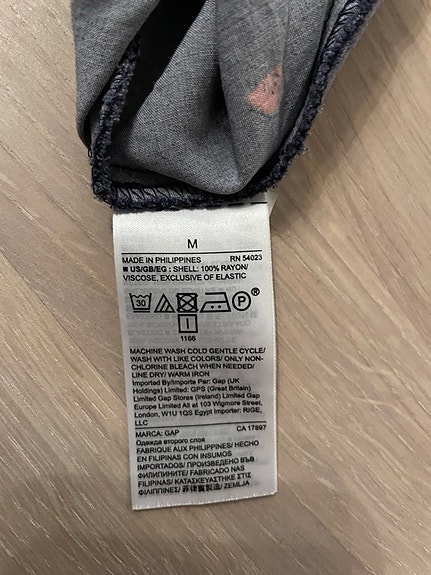 M
MADE IN PHILIPPINES RN 54023
■ US/GB/EG : SHELL: 100% RAYON/
VISCOSE, EXCLUSIVE OF ELASTIC
30 P ®
1166
MACHINE WASH COLD GENTLE CYCLE/
WASH WITH LIKE COLORS/ ONLY NON-
CHLORINE BLEACH WHEN NEEDED/
LINE DRY/ WARM IRON
Imported By/Importe Par: Gap (UK
Holdings) Limited: GPS (Great Britain)
Limited Gap Stores (Ireland) Limited Gap
Europe Limited All at 103 Wigmore Street,
London, W1U 1QS Egypt Importer: RIGE,
LLC
MARCA: GAP CA 17897
Одежда второго слоя
FABRIQUE AUX PHILIPPINES/ HECHO
EN FILIPINAS CON INSUMOS
IMPORTADOS/ ПРОИЗВЕДЕНО ВЪВ
ФИЛИПИНИТЕ/ FABRICADO NAS
FILIPINAS/ ΚΑΤΑΣΚΕΥΑΣΤΗΚΕ ΣΤΙΣ
ΦΙΛΙΠΠΙΝΕΣ/ 菲律賓製造/ ZEMLJA